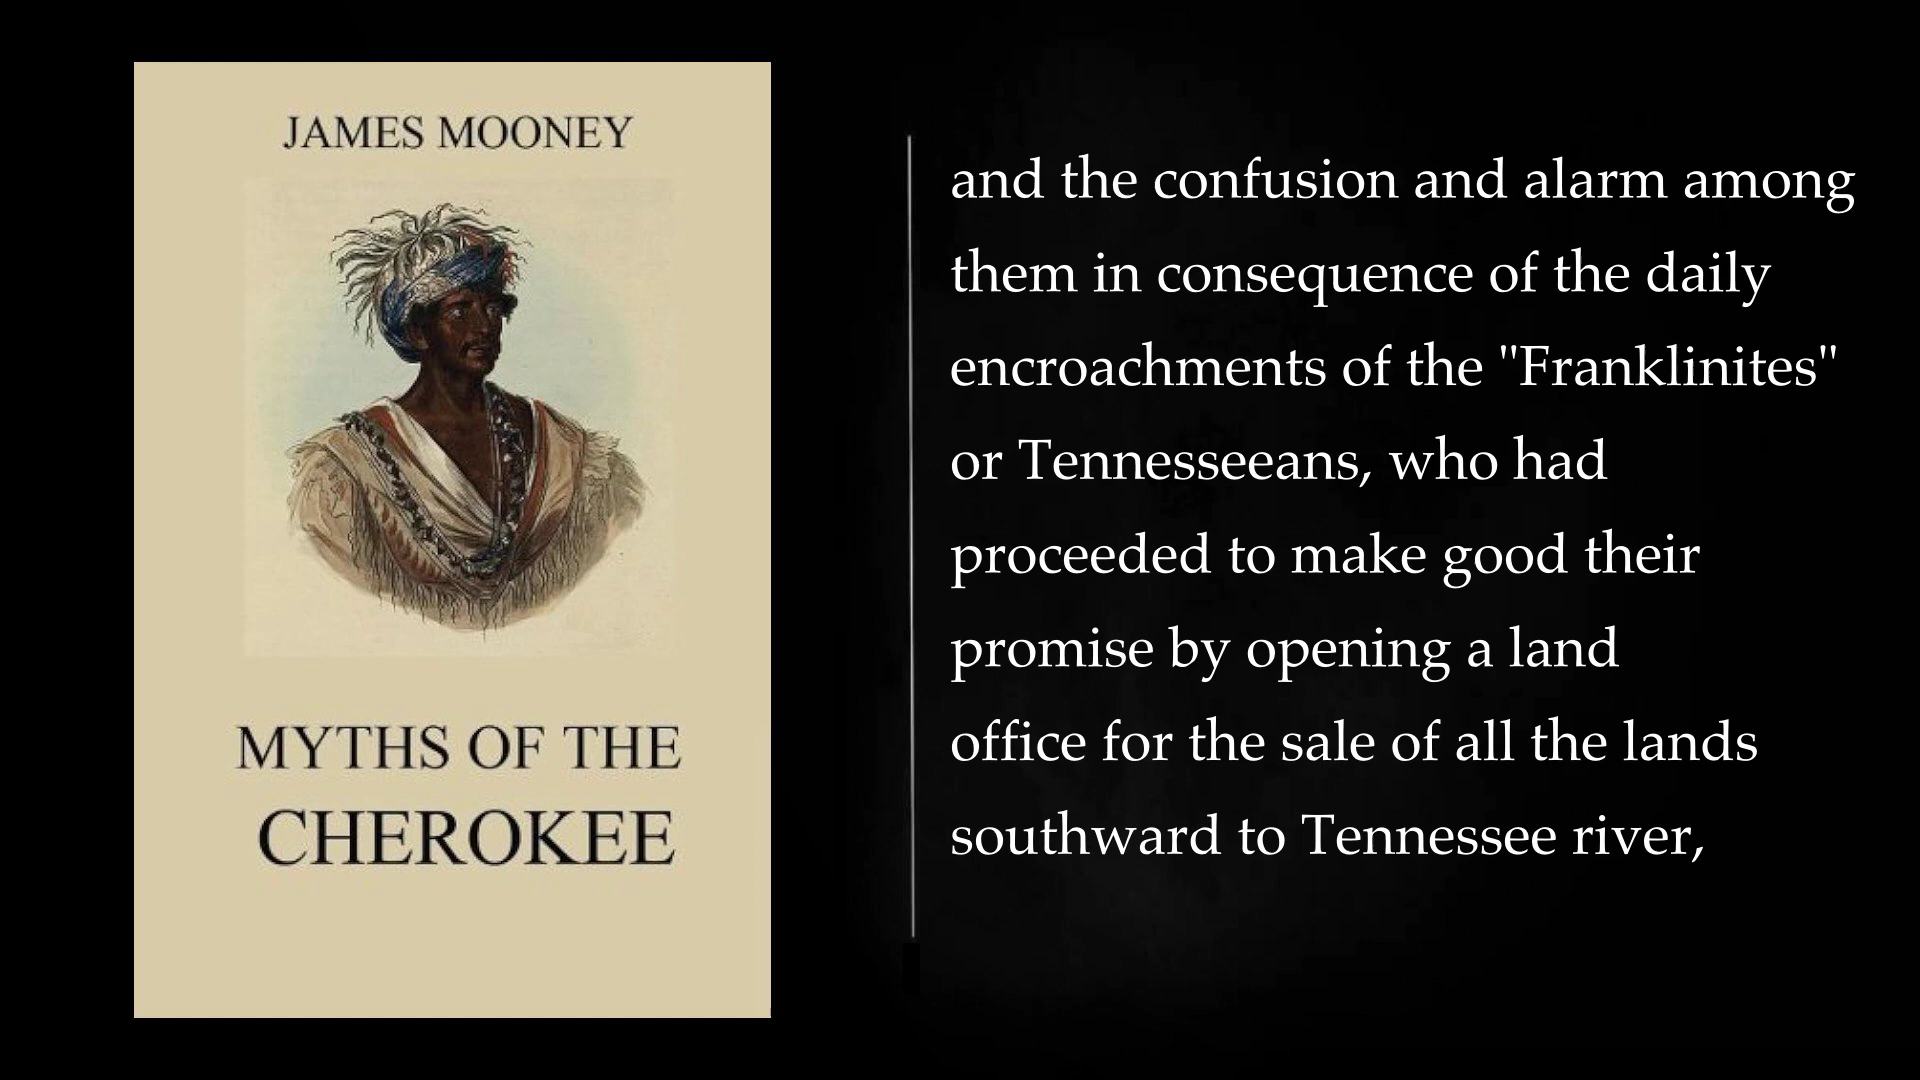 JAMES MOONEY
MYTHS OF THE
CHEROKEE
and the confusion and alarm among
them in consequence of the daily
encroachments of the "Franklinites"
or Tennesseeans, who had
proceeded to make good their
promise by opening a land
office for the sale of all the lands
southward to Tennessee river,